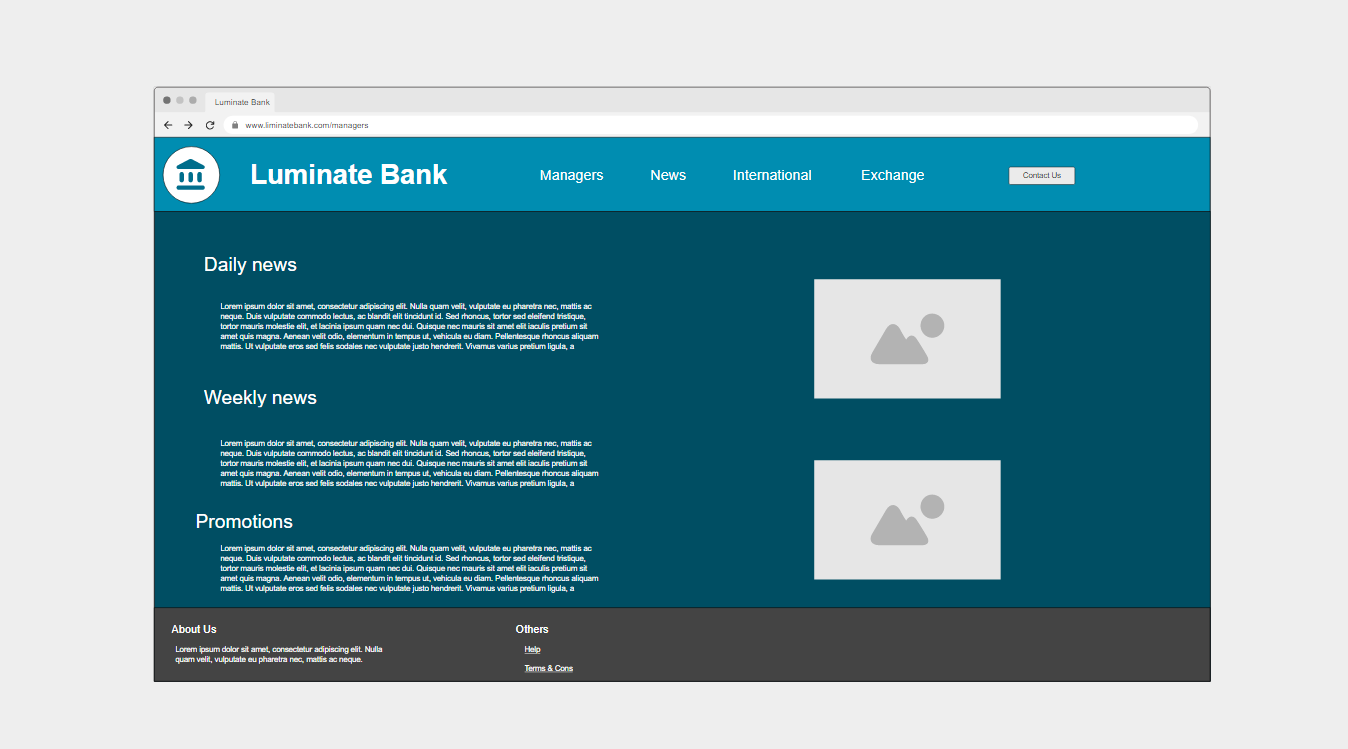 Luminate Bank
www.liminatebank.com/managers
Luminate Bank
Managers
News
International
Exchange
Contact Us
Daily news
Lorem ipsum dolor sit amet, consectetur adipiscing elit. Nulla quam velit, vulputate eu pharetra nec, mattis ac
neque. Duis vulputate commodo lectus, ac blandit elit tincidunt id. Sed rhoncus, tortor sed eleifend tristique,
tortor mauris molestie elit, et lacinia ipsum quam nec dui. Quisque nec mauris sit amet elit iaculis pretium sit
amet quis magna. Aenean velit odio, elementum in tempus ut, vehicula eu diam. Pellentesque rhoncus aliquam
mattis. Ut vulputate eros sed felis sodales nec vulputate justo hendrerit. Vivamus varius pretium ligula, a
Weekly news
Lorem ipsum dolor sit amet, consectetur adipiscing elit. Nulla quam velit, vulputate eu pharetra nec, mattis ac
neque. Duis vulputate commodo lectus, ac blandit elit tincidunt id. Sed rhoncus, tortor sed eleifend tristique,
tortor mauris molestie elit, et lacinia ipsum quam nec dui. Quisque nec mauris sit amet elit iaculis pretium sit
amet quis magna. Aenean velit odio, elementum in tempus ut, vehicula eu diam. Pellentesque rhoncus aliquam
mattis. Ut vulputate eros sed felis sodales nec vulputate justo hendrerit. Vivamus varius pretium ligula, a
Promotions
Lorem ipsum dolor sit amet, consectetur adipiscing elit. Nulla quam velit, vulputate eu pharetra nec, mattis ac
neque. Duis vulputate commodo lectus, ac blandit elit tincidunt id. Sed rhoncus, tortor sed eleifend tristique,
tortor mauris molestie elit, et lacinia ipsum quam nec dui. Quisque nec mauris sit amet elit iaculis pretium sit
amet quis magna. Aenean velit odio, elementum in tempus ut, vehicula eu diam. Pellentesque rhoncus aliquam
mattis. Ut vulputate eros sed felis sodales nec vulputate justo hendrerit. Vivamus varius pretium ligula, a
About Us
Lorem ipsum dolor sit amet, consectetur adipiscing elit. Nulla
quam velit, vulputate eu pharetra nec, mattis ac neque.
Others
Help
Terms & Cons